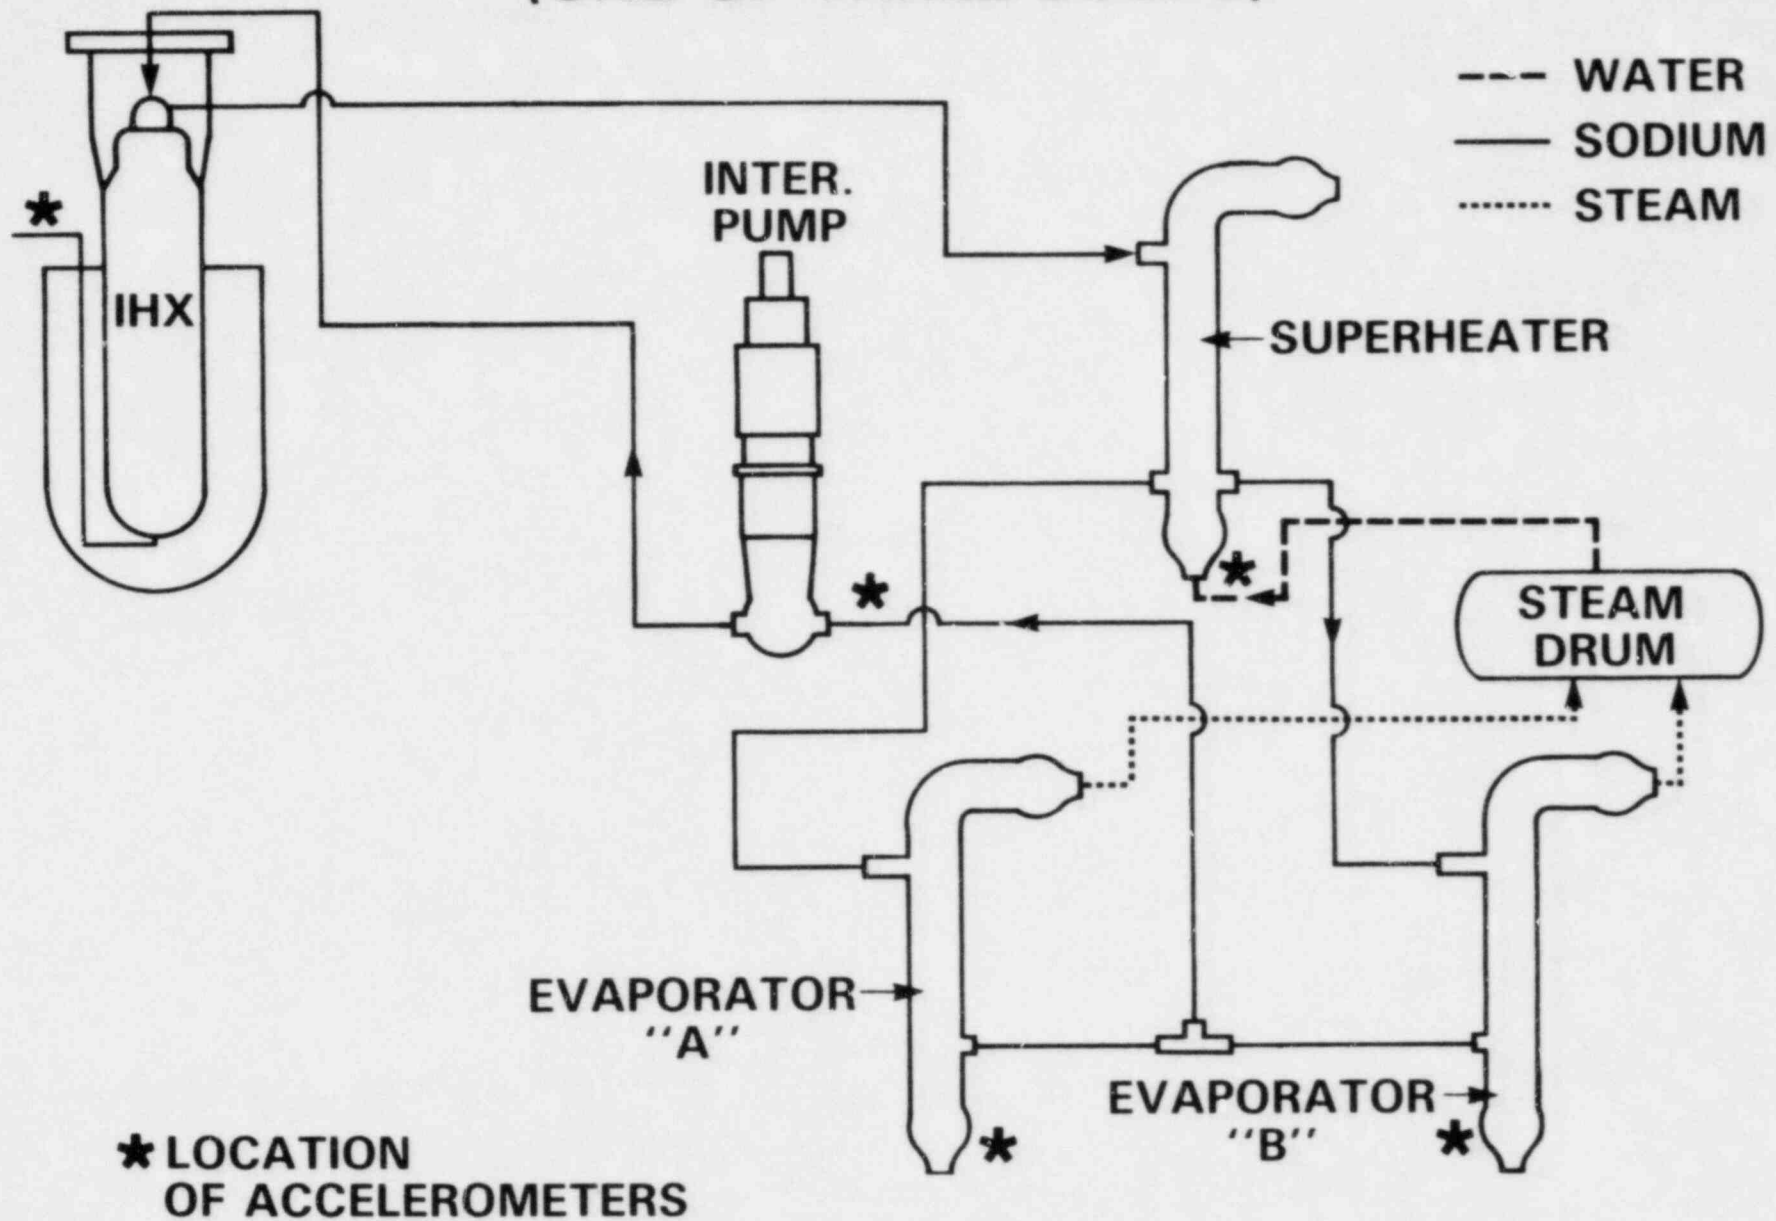 WATER
SODIUM
STEAM
INTER.
PUMP
IHX
SUPERHEATER
STEAM
DRUM
EVAPORATOR
"A"
EVAPORATOR
"B"
* LOCATION
OF ACCELEROMETERS